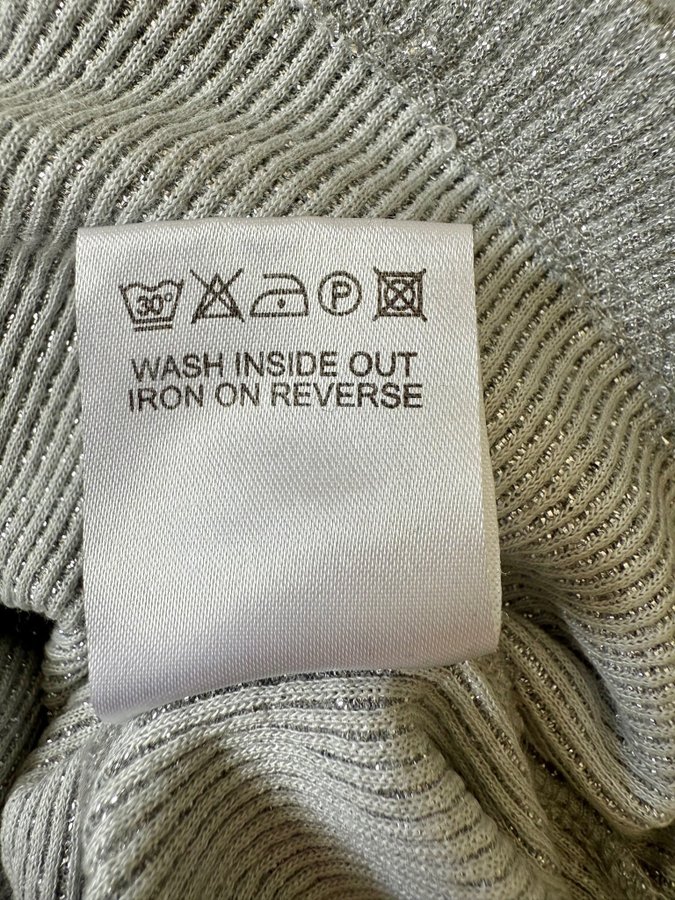 30° P
WASH INSIDE OUT
IRON ON REVERSE